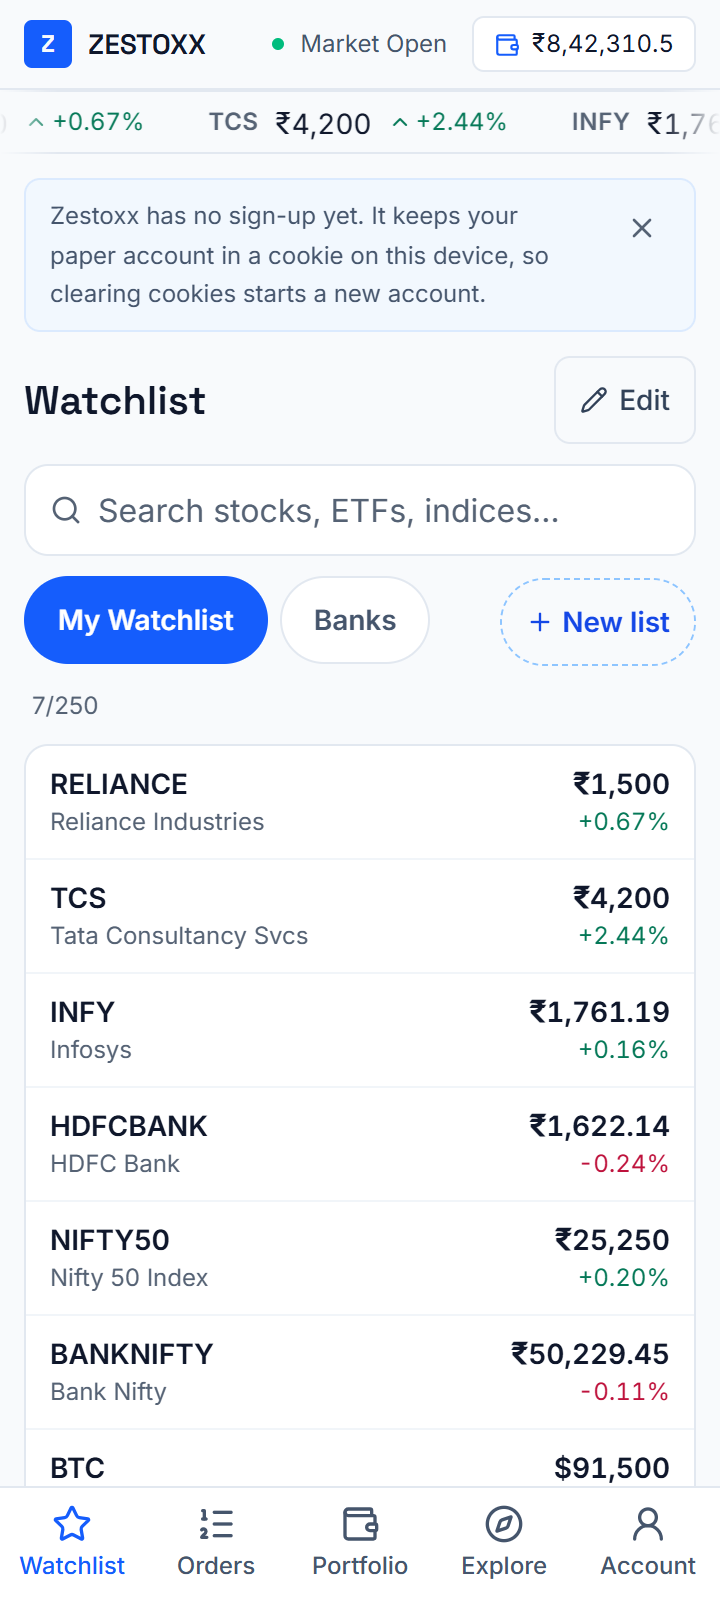 Z ZESTOXX Market Open ₹8,42,310.5
+0.67% TCS ₹4,200 +2.44% INFY ₹1,76
Zestoxx has no sign-up yet. It keeps your
paper account in a cookie on this device, so
clearing cookies starts a new account.
Watchlist Edit
Search stocks, ETFs, indices...
My Watchlist Banks + New list
7/250
RELIANCE ₹1,500
Reliance Industries +0.67%
TCS ₹4,200
Tata Consultancy Svcs +2.44%
INFY ₹1,761.19
Infosys +0.16%
HDFCBANK ₹1,622.14
HDFC Bank -0.24%
NIFTY50 ₹25,250
Nifty 50 Index +0.20%
BANKNIFTY ₹50,229.45
Bank Nifty -0.11%
BTC $91,500
Watchlist Orders Portfolio Explore Account